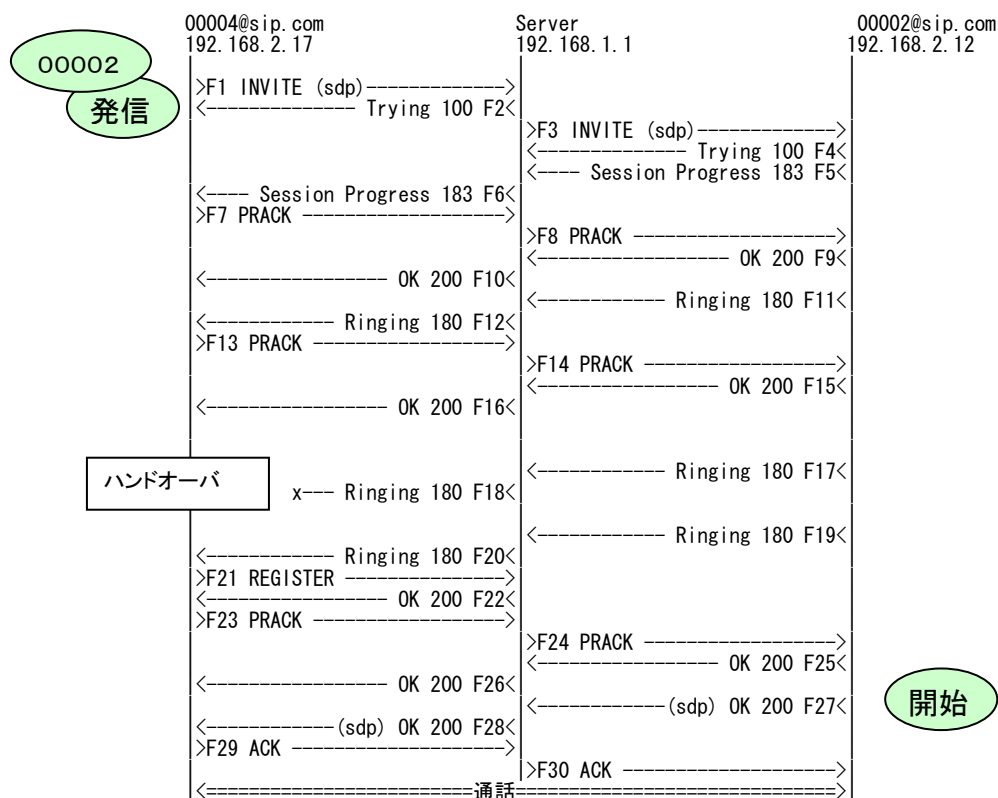 00004@sip.com Server 00002@sip.com
192.168.2.17 192.168.1.1 192.168.2.12
00002
発信
>F1 INVITE (sdp)-------------->
<-------------- Trying 100 F2<
>F3 INVITE (sdp)------------->
<-------------- Trying 100 F4<
<---- Session Progress 183 F5<
<---- Session Progress 183 F6<
>F7 PRACK ------------------->
>F8 PRACK ------------------->
<------------------ OK 200 F9<
<----------------- OK 200 F10<
<------------ Ringing 180 F11<
<------------ Ringing 180 F12<
>F13 PRACK ------------------>
>F14 PRACK ------------------>
<----------------- OK 200 F15<
<----------------- OK 200 F16<
ハンドオーバ
<------------ Ringing 180 F17<
x--- Ringing 180 F18<
<------------ Ringing 180 F19<
<------------ Ringing 180 F20<
>F21 REGISTER --------------->
<----------------- OK 200 F22<
>F23 PRACK ------------------>
>F24 PRACK ------------------>
<----------------- OK 200 F25<
<----------------- OK 200 F26<
<------------(sdp) OK 200 F27<
開始
<------------(sdp) OK 200 F28<
>F29 ACK -------------------->
>F30 ACK -------------------->
<=========================通話==============================>